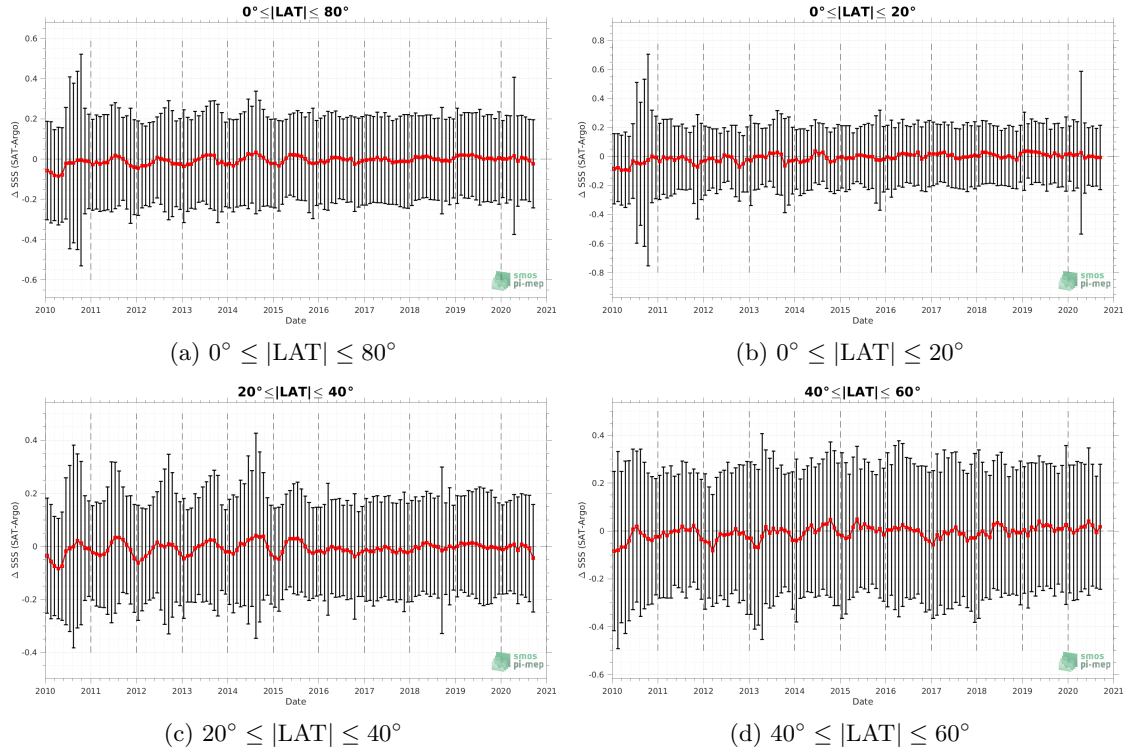 0°≤|LAT|≤ 80°
Δ SSS (SAT-Argo)
0.6
0.4
0.2
0
-0.2
-0.4
-0.6
2010 2011 2012 2013 2014 2015 2016 2017 2018 2019 2020 2021
Date
smos
pi-mep
(a) 0° ≤ |LAT| ≤ 80°
0°≤|LAT|≤ 20°
Δ SSS (SAT-Argo)
0.8
0.6
0.4
0.2
0
-0.2
-0.4
-0.6
-0.8
2010 2011 2012 2013 2014 2015 2016 2017 2018 2019 2020 2021
Date
smos
pi-mep
(b) 0° ≤ |LAT| ≤ 20°
20°≤|LAT|≤ 40°
Δ SSS (SAT-Argo)
0.4
0.2
0
-0.2
-0.4
2010 2011 2012 2013 2014 2015 2016 2017 2018 2019 2020 2021
Date
smos
pi-mep
(c) 20° ≤ |LAT| ≤ 40°
40°≤|LAT|≤ 60°
Δ SSS (SAT-Argo)
0.4
0.2
0
-0.2
-0.4
-0.6
2010 2011 2012 2013 2014 2015 2016 2017 2018 2019 2020 2021
Date
smos
pi-mep
(d) 40° ≤ |LAT| ≤ 60°